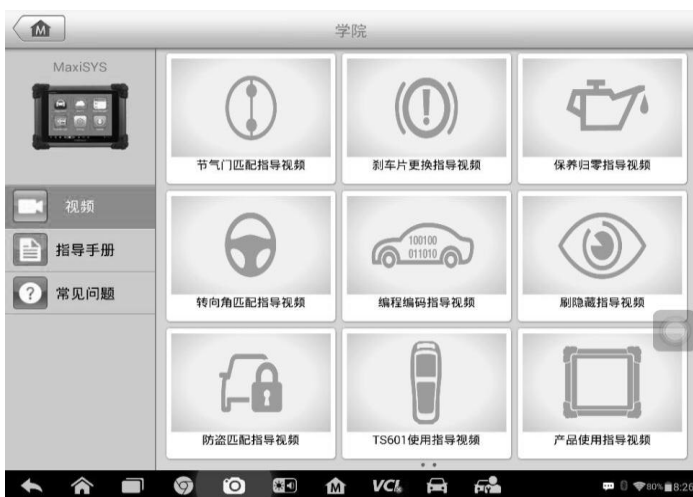 学院
MaxiSYS
视频
指导手册
常见问题
节气门匹配指导视频
刹车片更换指导视频
保养归零指导视频
转向角匹配指导视频
100100
011010
编程编码指导视频
刷隐藏指导视频
防盗匹配指导视频
TS601使用指导视频
产品使用指导视频
M
VCI
80%
8:26